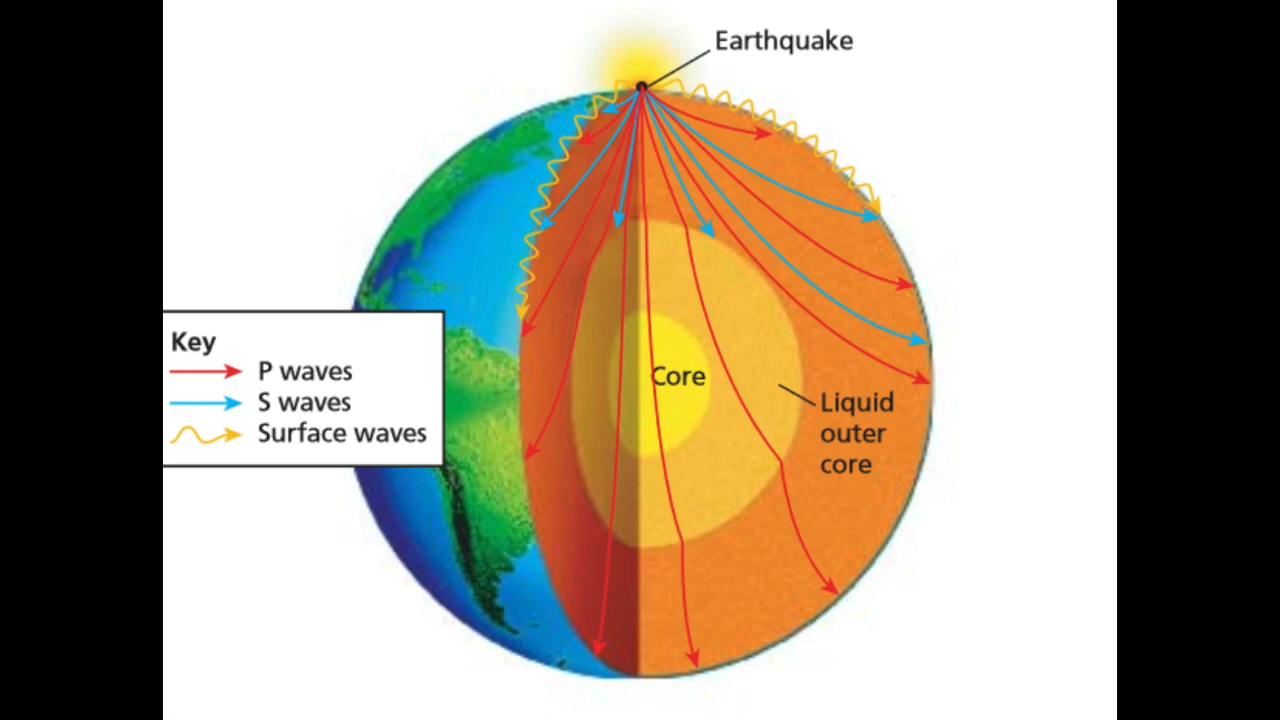 Earthquake
Key
P waves
S waves
Surface waves
Core
Liquid
outer
core